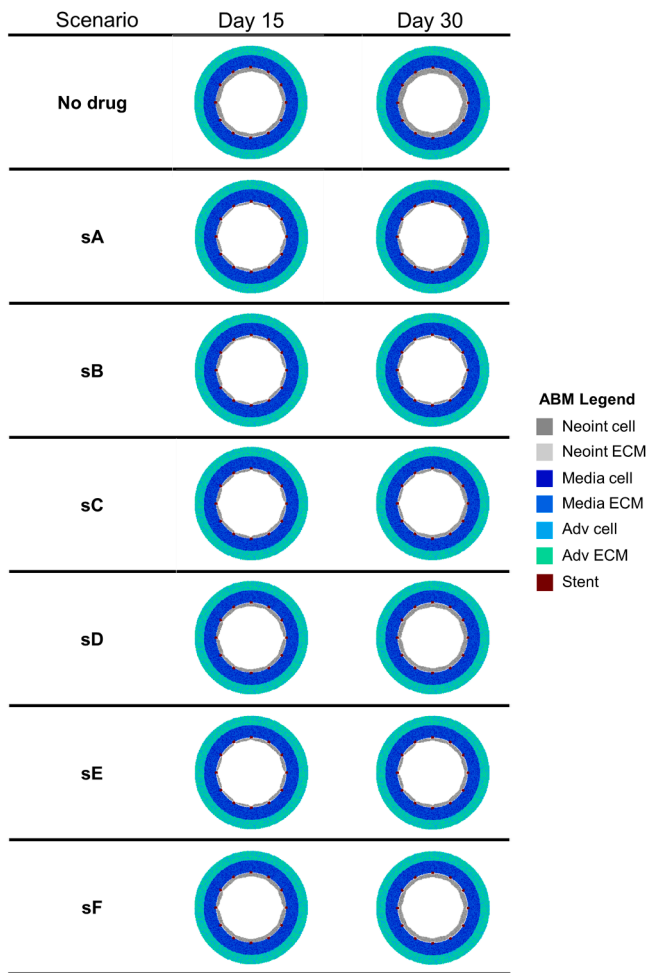 Scenario Day 15 Day 30
No drug
sA
sB
sC
sD
sE
sF
ABM Legend
Neoint cell
Neoint ECM
Media cell
Media ECM
Adv cell
Adv ECM
Stent